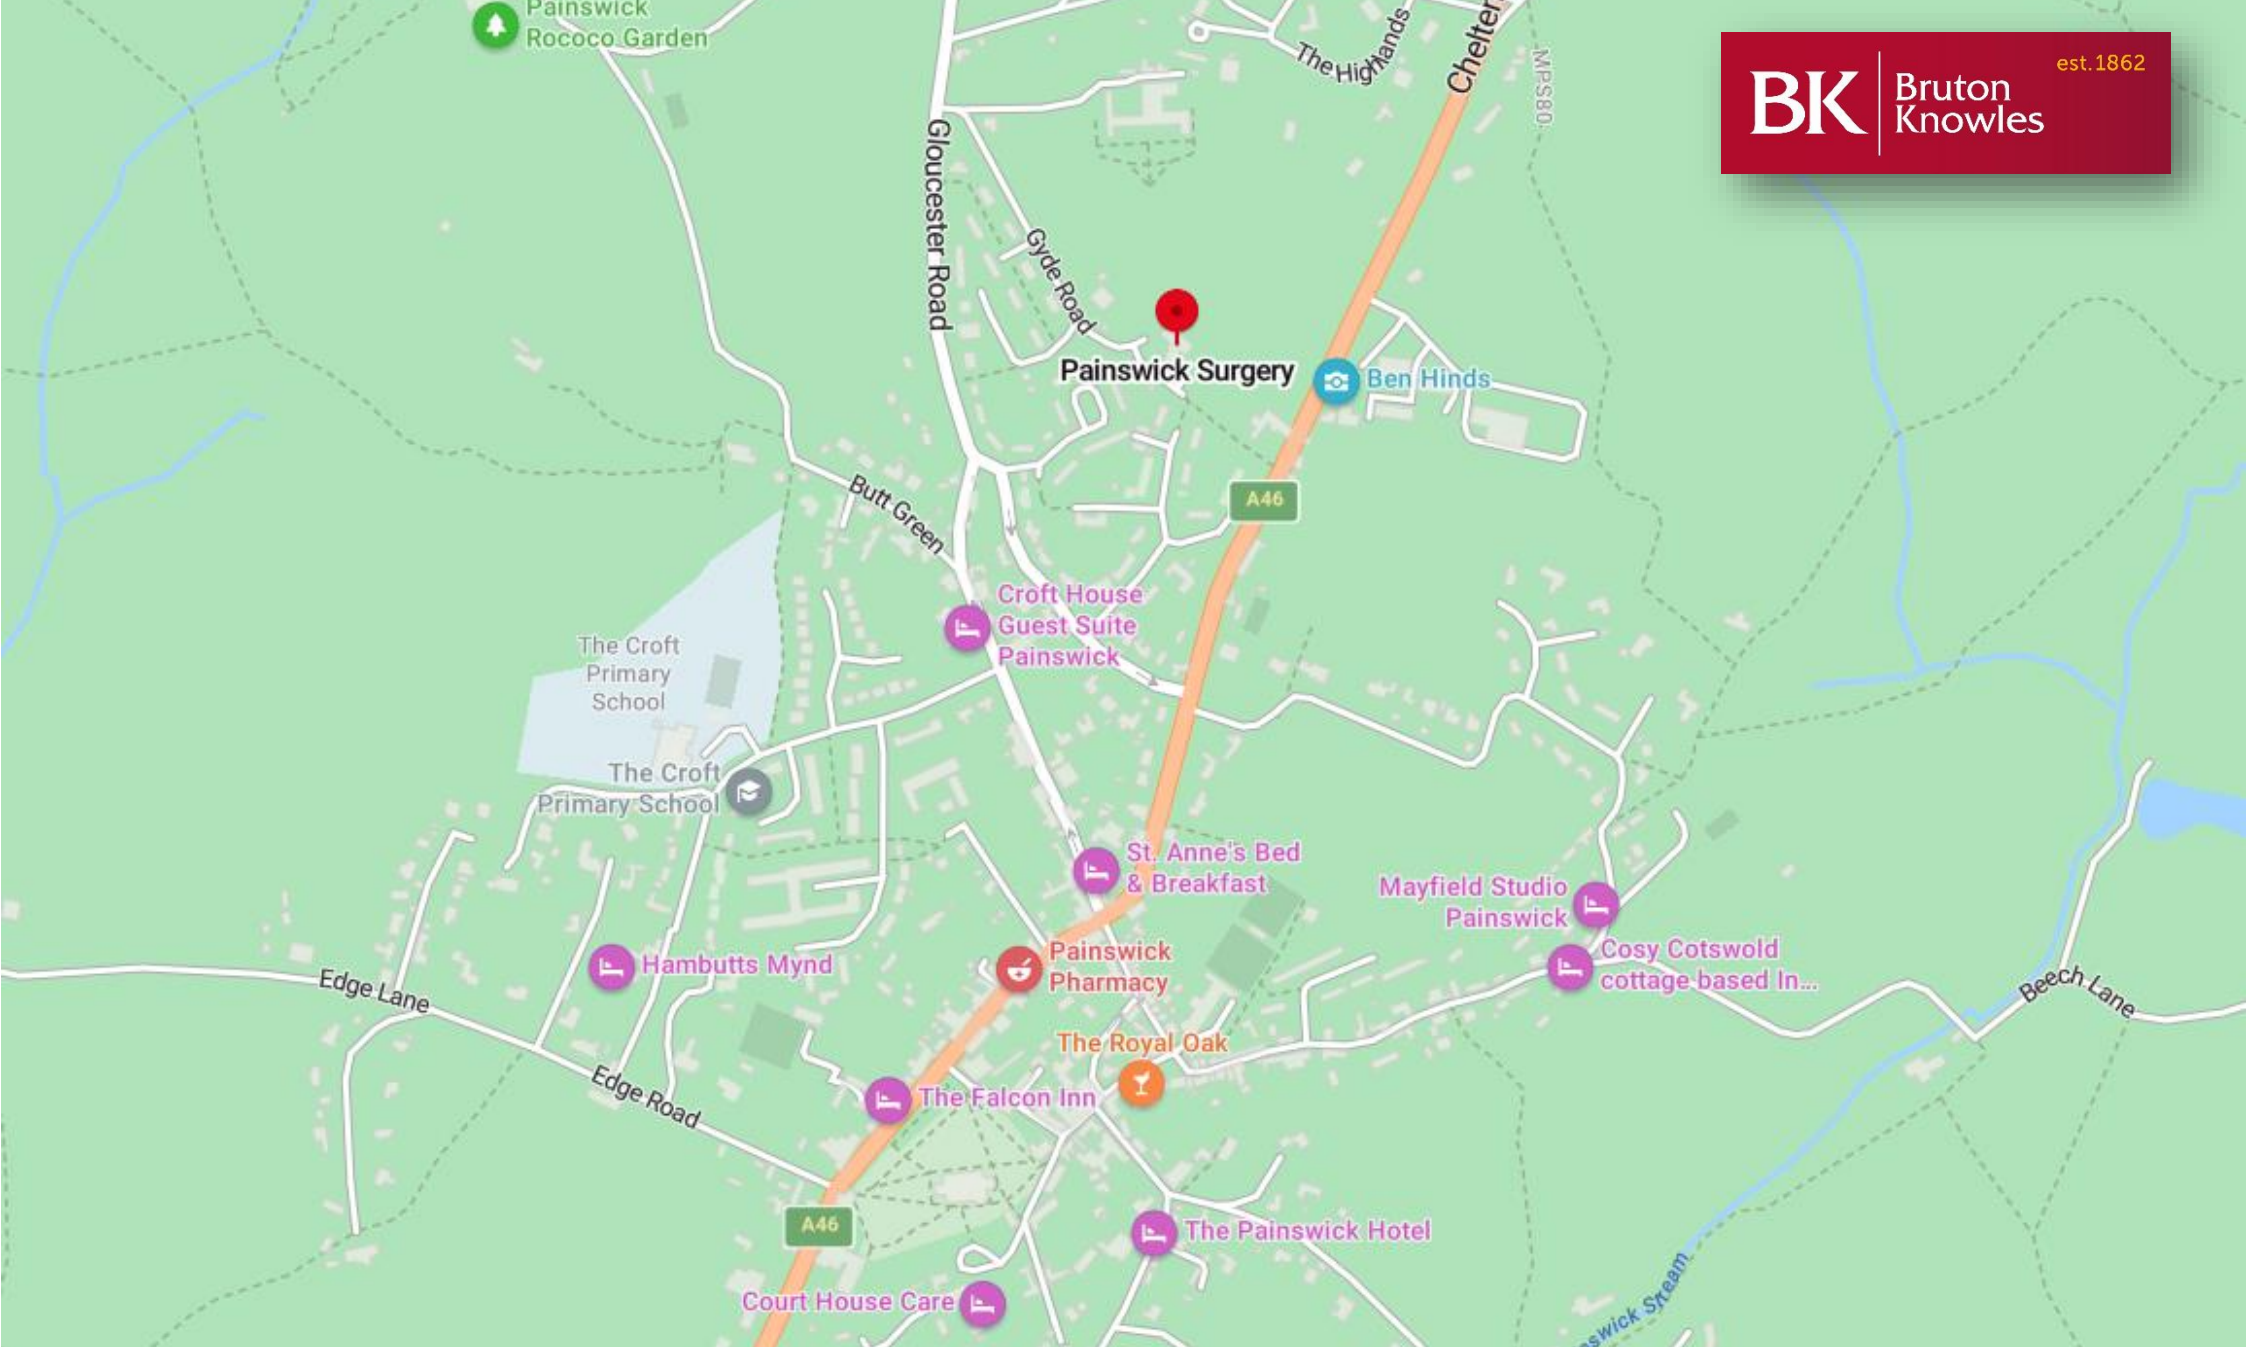 Painswick
Rococo Garden
The Highlands
Chelter
MPS80
est.1862
BK
Bruton
Knowles
Gloucester Road
Gyde Road
Painswick Surgery
Ben Hinds
Butt Green
A46
Croft House
Guest Suite
Painswick
The Croft
Primary
School
The Croft
Primary School
St. Anne's Bed
& Breakfast
Mayfield Studio
Painswick
Painswick
Pharmacy
Cosy Cotswold
cottage based In...
Hambutts Mynd
Edge Lane
Beech Lane
The Royal Oak
Edge Road
The Falcon Inn
A46
The Painswick Hotel
Court House Care
swick Stream